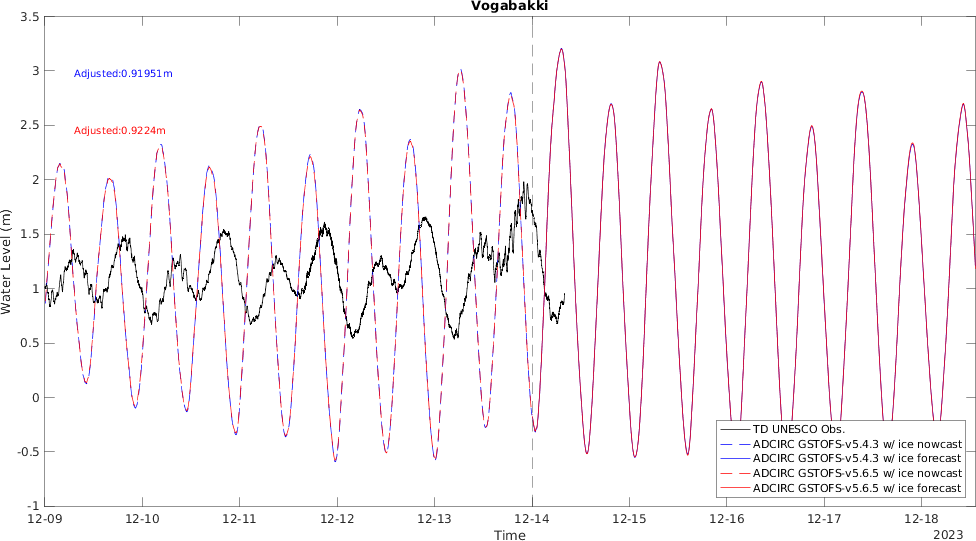 Vogabakki
3.5
3
2.5
2
1.5
1
0.5
0
-0.5
-1
Water Level (m)
Adjusted:0.91951m
Adjusted:0.9224m
TD UNESCO Obs.
ADCIRC GSTOFS-v5.4.3 w/ ice nowcast
ADCIRC GSTOFS-v5.4.3 w/ ice forecast
ADCIRC GSTOFS-v5.6.5 w/ ice nowcast
ADCIRC GSTOFS-v5.6.5 w/ ice forecast
12-09 12-10 12-11 12-12 12-13 12-14 12-15 12-16 12-17 12-18
Time
2023